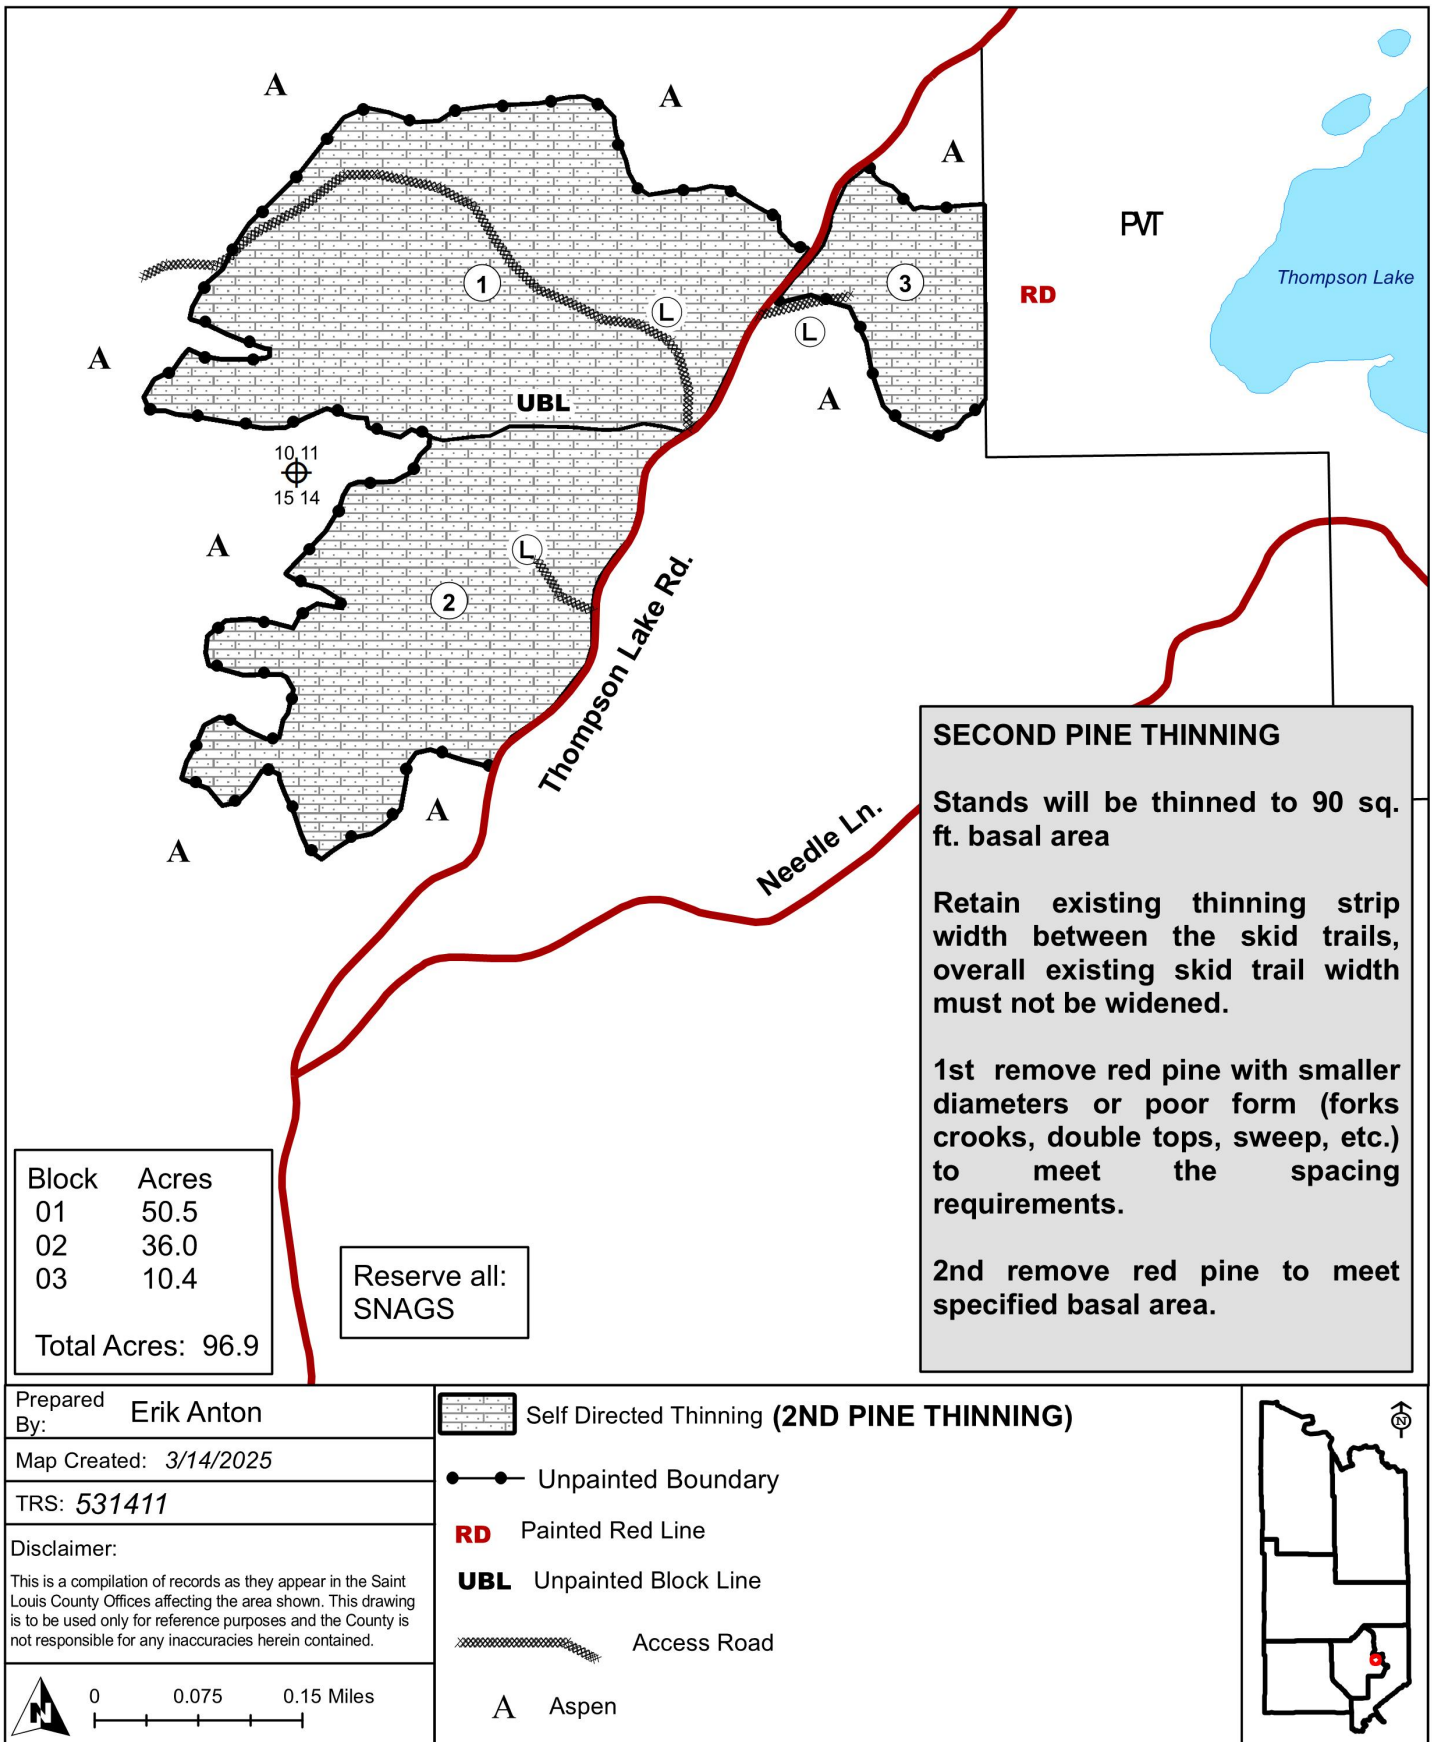 A
A
A
PVT
Thompson Lake
1
3
RD
L
L
A
A
UBL
10 11
15 14
A
L
2
Thompson Lake Rd.
A
A
Needle Ln.
SECOND PINE THINNING
Stands will be thinned to 90 sq.
ft. basal area
Retain existing thinning strip
width between the skid trails,
overall existing skid trail width
must not be widened.
1st remove red pine with smaller
diameters or poor form (forks
crooks, double tops, sweep, etc.)
to meet the spacing
requirements.
2nd remove red pine to meet
specified basal area.
Block Acres
01 50.5
02 36.0
03 10.4
Total Acres: 96.9
Reserve all:
SNAGS
Prepared
By: Erik Anton
Map Created: 3/14/2025
TRS: 531411
Disclaimer:
This is a compilation of records as they appear in the Saint
Louis County Offices affecting the area shown. This drawing
is to be used only for reference purposes and the County is
not responsible for any inaccuracies herein contained.
N
0 0.075 0.15 Miles
Self Directed Thinning (2ND PINE THINNING)
Unpainted Boundary
RD Painted Red Line
UBL Unpainted Block Line
Access Road
A Aspen
N